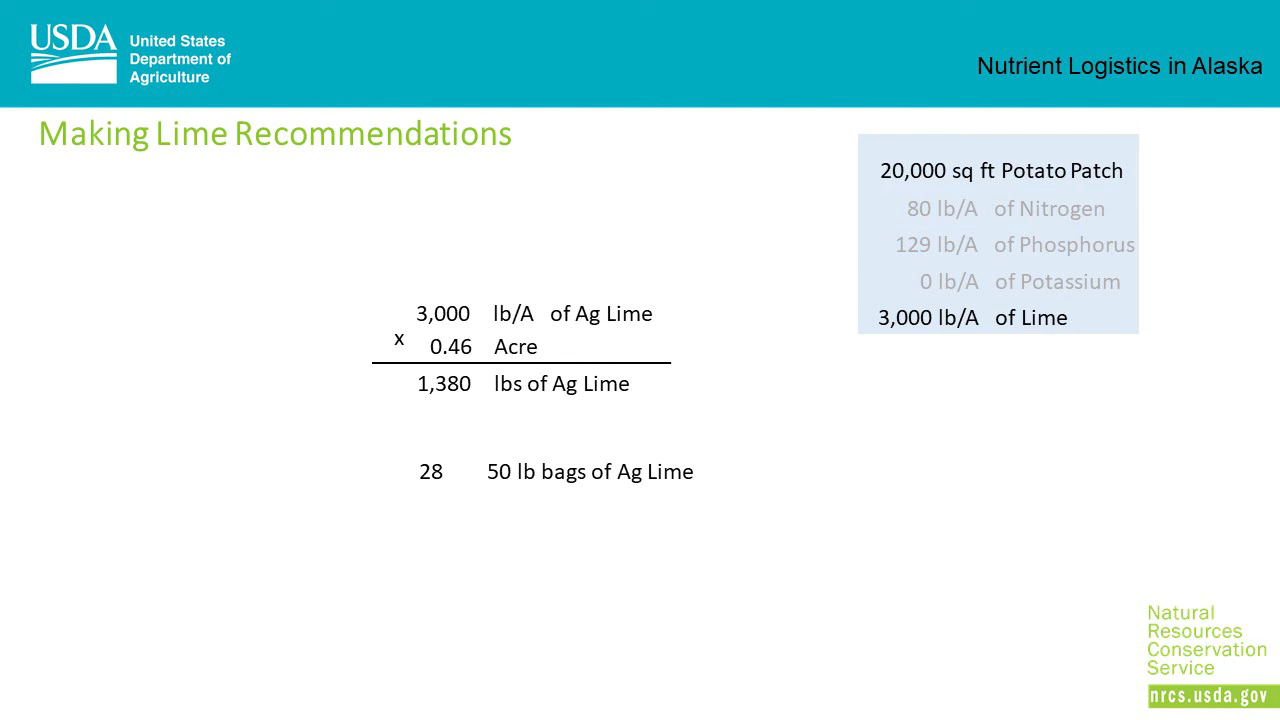 USDA
United States
Department of
Agriculture
Nutrient Logistics in Alaska
Making Lime Recommendations
20,000 sq ft Potato Patch
80 lb/A of Nitrogen
129 lb/A of Phosphorus
0 lb/A of Potassium
3,000 lb/A of Lime
3,000 lb/A of Ag Lime
x 0.46 Acre
1,380 lbs of Ag Lime
28 50 lb bags of Ag Lime
Natural
Resources
Conservation
Service
nrcs.usda.gov